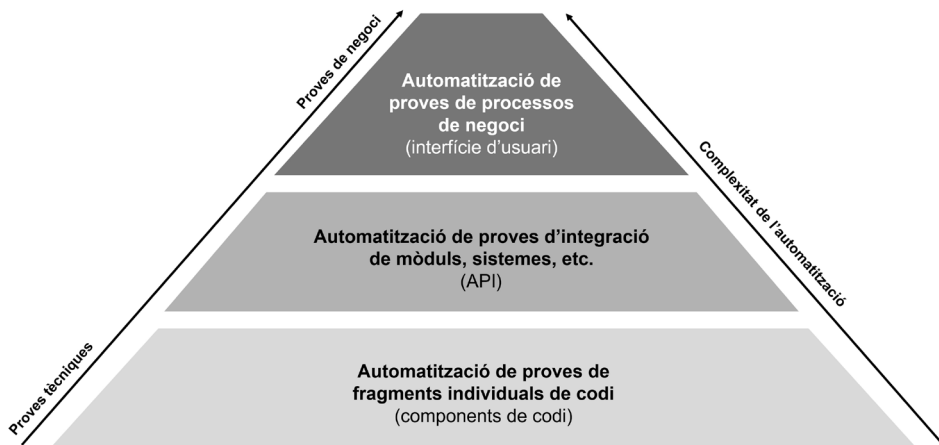 Proves de negoci
Automatització de
proves de processos
de negoci
(interfície d’usuari)
Complexitat de l’automatització
Automatització de proves d’integració
de mòduls, sistemes, etc.
(API)
Proves tècniques
Automatització de proves de
fragments individuals de codi
(components de codi)